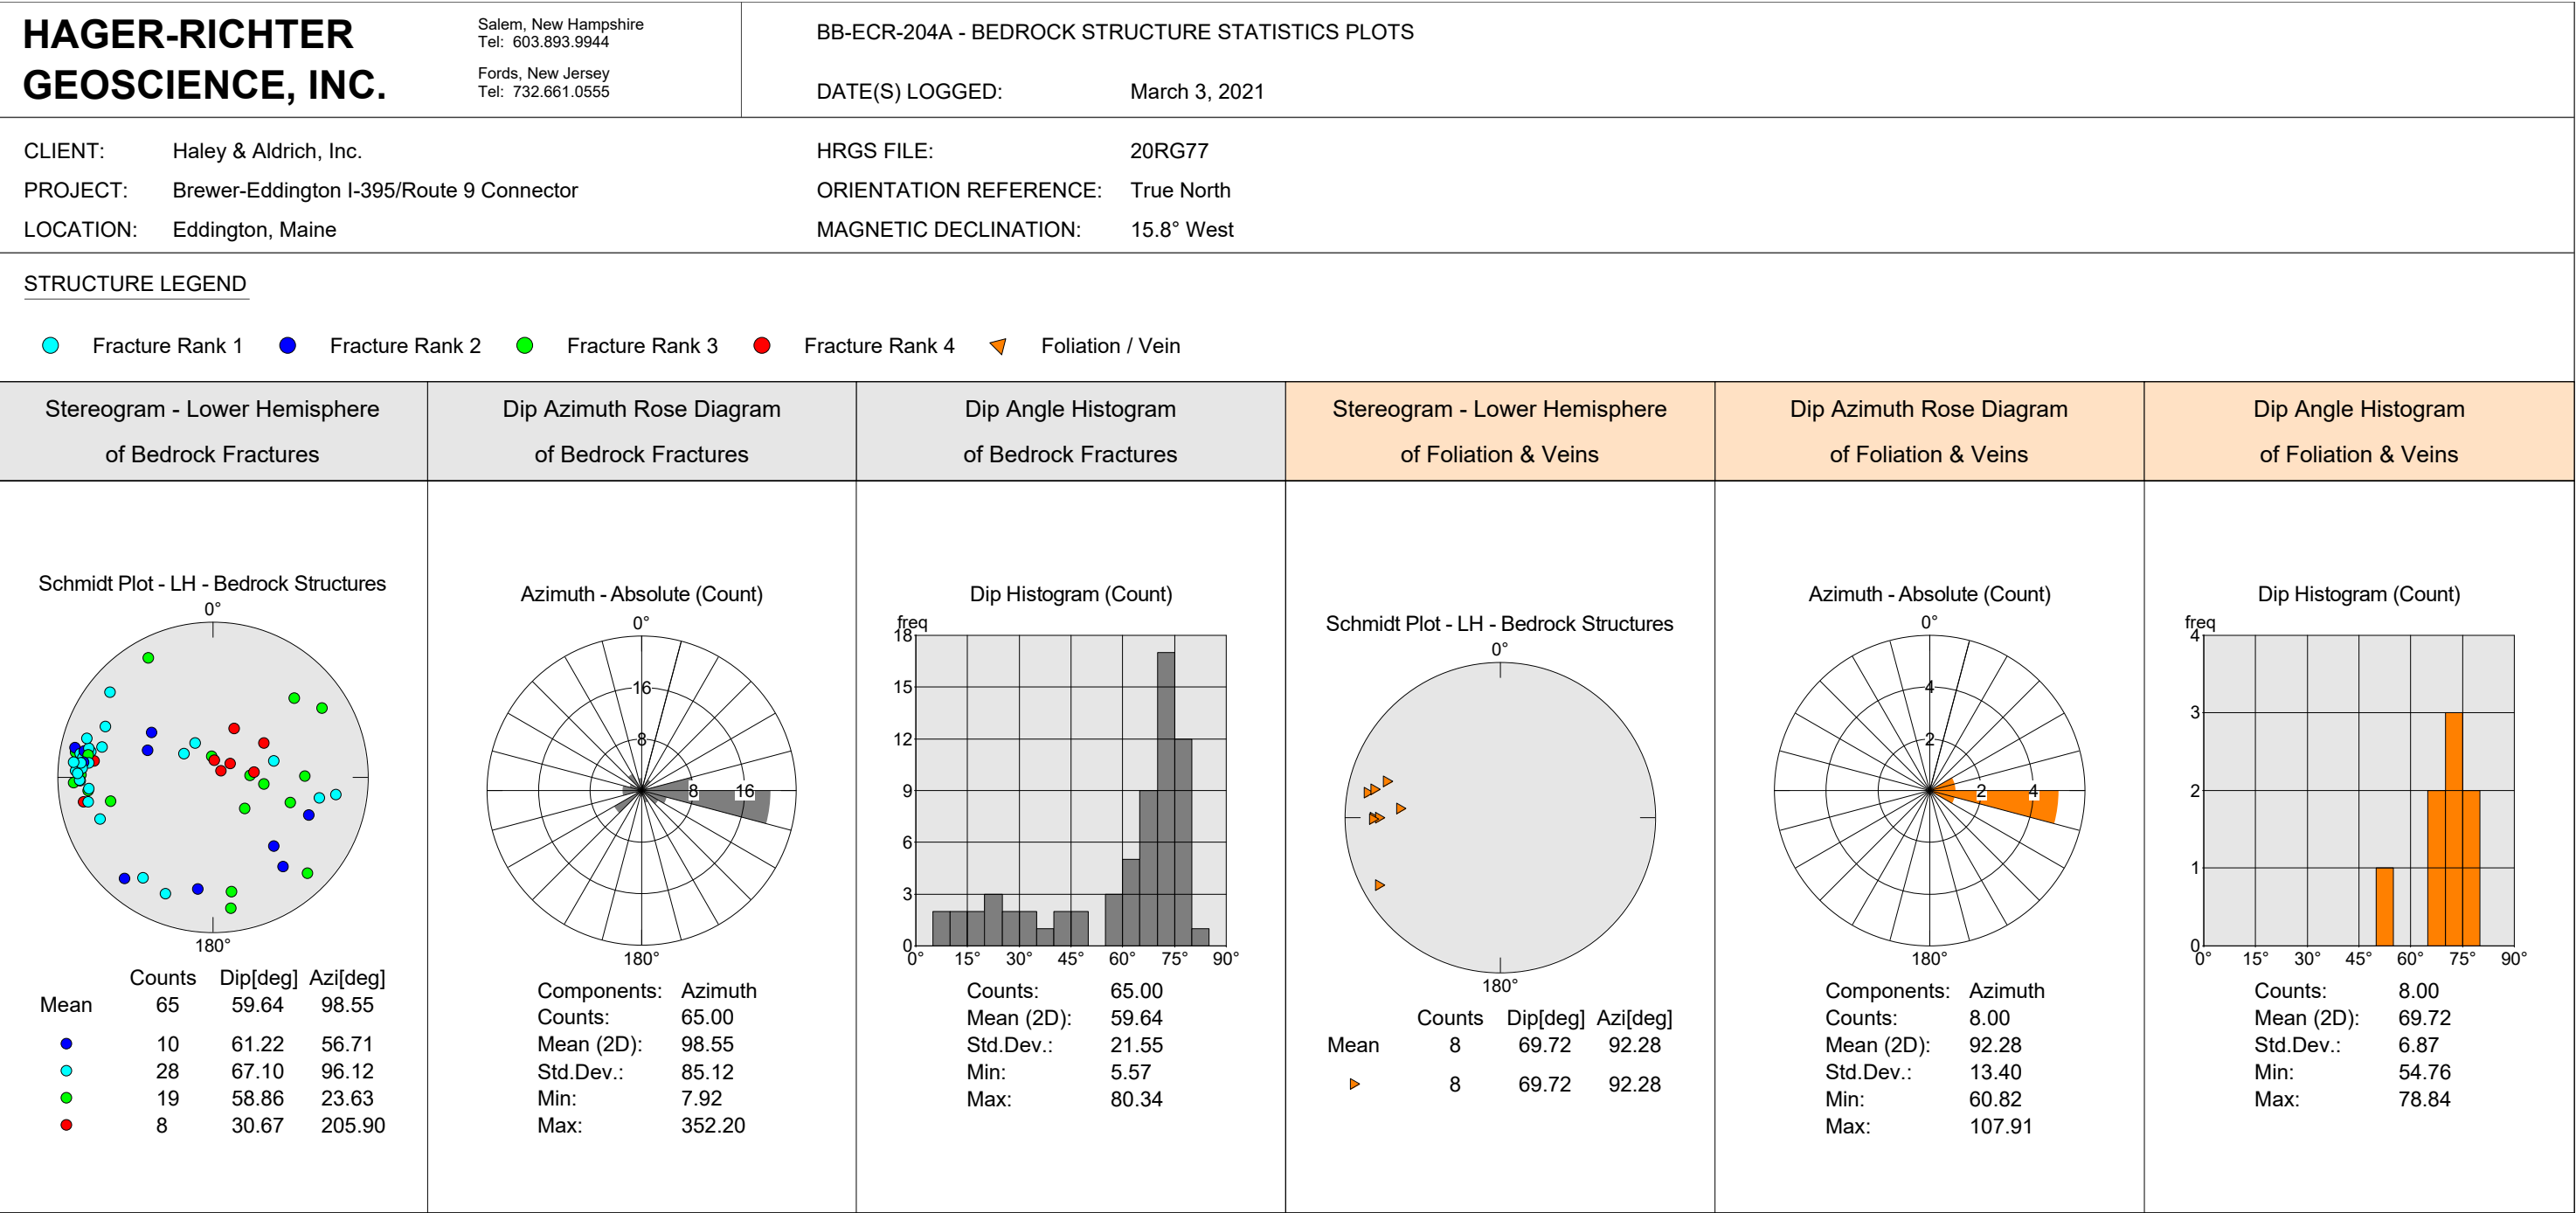 HAGER-RICHTER
GEOSCIENCE, INC.
Salem, New Hampshire
Tel: 603.893.9944
Fords, New Jersey
Tel: 732.661.0555
BB-ECR-204A - BEDROCK STRUCTURE STATISTICS PLOTS
DATE(S) LOGGED: March 3, 2021
CLIENT: Haley & Aldrich, Inc.
PROJECT: Brewer-Eddington I-395/Route 9 Connector
LOCATION: Eddington, Maine
HRGS FILE: 20RG77
ORIENTATION REFERENCE: True North
MAGNETIC DECLINATION: 15.8° West
STRUCTURE LEGEND
Fracture Rank 1 Fracture Rank 2 Fracture Rank 3 Fracture Rank 4 Foliation / Vein
Stereogram - Lower Hemisphere
of Bedrock Fractures
Schmidt Plot - LH - Bedrock Structures
0°
180°
Counts Dip[deg] Azi[deg]
Mean 65 59.64 98.55
10 61.22 56.71
28 67.10 96.12
19 58.86 23.63
8 30.67 205.90
Dip Azimuth Rose Diagram
of Bedrock Fractures
Azimuth - Absolute (Count)
0°
16
8
8 16
180°
Components: Azimuth
Counts: 65.00
Mean (2D): 98.55
Std.Dev.: 85.12
Min: 7.92
Max: 352.20
Dip Angle Histogram
of Bedrock Fractures
Dip Histogram (Count)
freq
18
15
12
9
6
3
0
0° 15° 30° 45° 60° 75° 90°
Counts: 65.00
Mean (2D): 59.64
Std.Dev.: 21.55
Min: 5.57
Max: 80.34
Stereogram - Lower Hemisphere
of Foliation & Veins
Schmidt Plot - LH - Bedrock Structures
0°
180°
Counts Dip[deg] Azi[deg]
Mean 8 69.72 92.28
8 69.72 92.28
Dip Azimuth Rose Diagram
of Foliation & Veins
Azimuth - Absolute (Count)
0°
4
2
2 4
180°
Components: Azimuth
Counts: 8.00
Mean (2D): 92.28
Std.Dev.: 13.40
Min: 60.82
Max: 107.91
Dip Angle Histogram
of Foliation & Veins
Dip Histogram (Count)
freq
4
3
2
1
0
0° 15° 30° 45° 60° 75° 90°
Counts: 8.00
Mean (2D): 69.72
Std.Dev.: 6.87
Min: 54.76
Max: 78.84